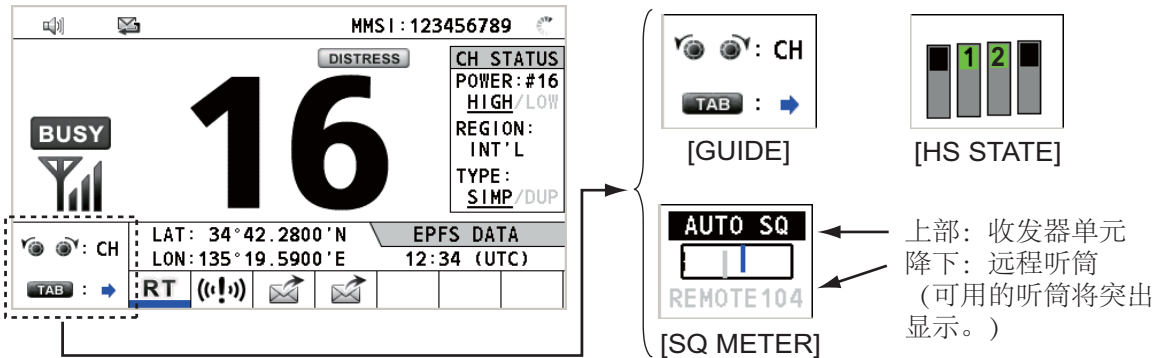 MMSI:123456789
DISTRESS
16
CH STATUS
POWER:#16
HIGH/LOW
REGION:
INT'L
TYPE:
SIMP/DUP
BUSY
: CH
TAB :
LAT: 34°42.2800'N
LON:135°19.5900'E
EPFS DATA
12:34 (UTC)
RT
: CH
TAB :
[GUIDE]
1 2
[HS STATE]
AUTO SQ
REMOTE104
[SQ METER]
上部: 收发器单元
降下: 远程听筒
(可用的听筒将突出
显示。)